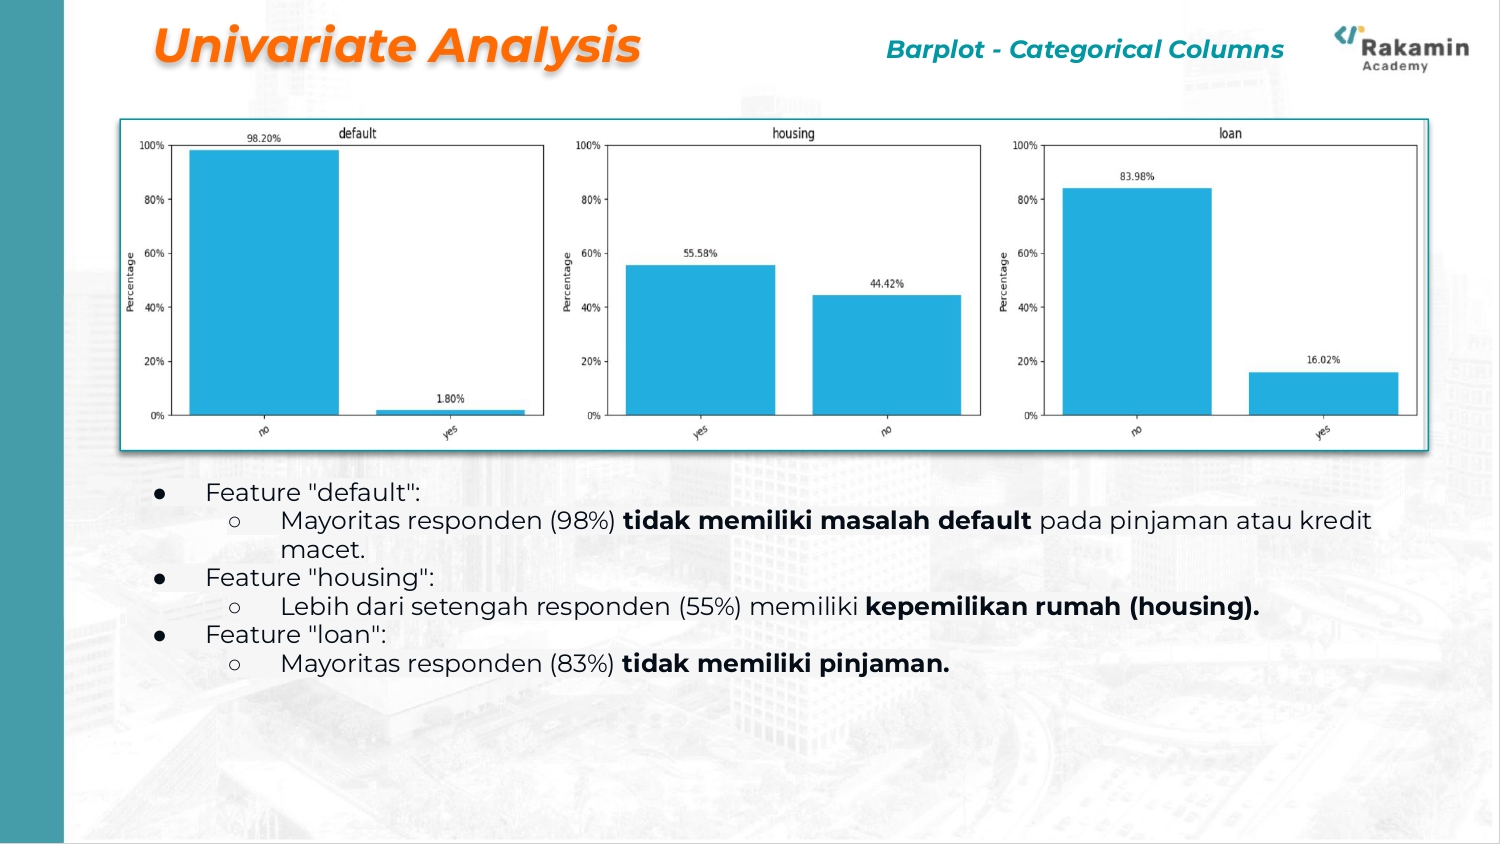 Univariate Analysis
Barplot - Categorical Columns
Rakamin
Academy
default
98.20%
100%
80%
60%
40%
20%
0%
Percentage
1.80%
no
yes
housing
100%
80%
60%
40%
20%
0%
Percentage
55.58%
44.42%
yes
no
loan
100%
80%
60%
40%
20%
0%
Percentage
83.98%
16.02%
no
yes
● Feature "default":
○ Mayoritas responden (98%) tidak memiliki masalah default pada pinjaman atau kredit
macet.
● Feature "housing":
○ Lebih dari setengah responden (55%) memiliki kepemilikan rumah (housing).
● Feature "loan":
○ Mayoritas responden (83%) tidak memiliki pinjaman.